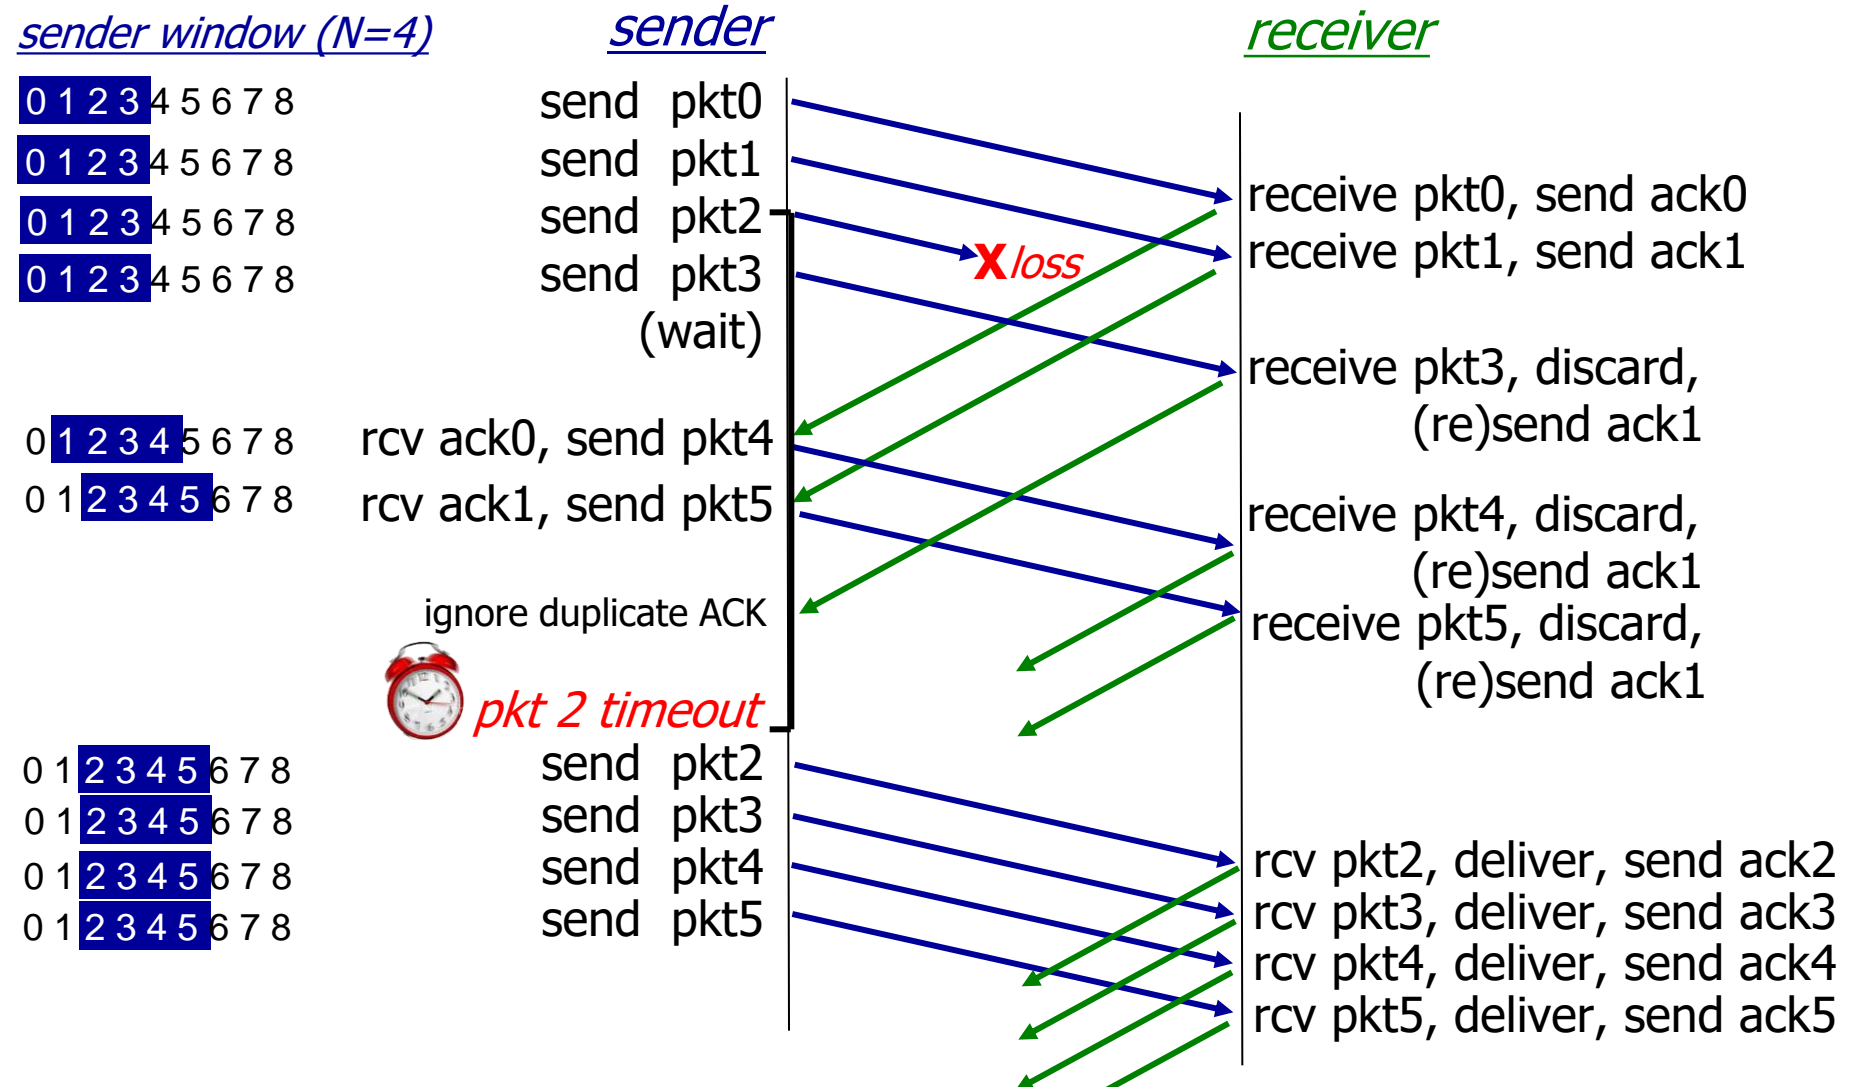 sender window (N=4)
sender
receiver
0 1 2 3 4 5 6 7 8
send pkt0
0 1 2 3 4 5 6 7 8
send pkt1
receive pkt0, send ack0
0 1 2 3 4 5 6 7 8
send pkt2
receive pkt1, send ack1
X loss
0 1 2 3 4 5 6 7 8
send pkt3
(wait)
receive pkt3, discard,
(re)send ack1
0 1 2 3 4 5 6 7 8
rcv ack0, send pkt4
0 1 2 3 4 5 6 7 8
rcv ack1, send pkt5
receive pkt4, discard,
(re)send ack1
ignore duplicate ACK
receive pkt5, discard,
(re)send ack1
pkt 2 timeout
0 1 2 3 4 5 6 7 8
send pkt2
0 1 2 3 4 5 6 7 8
send pkt3
0 1 2 3 4 5 6 7 8
send pkt4
rcv pkt2, deliver, send ack2
0 1 2 3 4 5 6 7 8
send pkt5
rcv pkt3, deliver, send ack3
rcv pkt4, deliver, send ack4
rcv pkt5, deliver, send ack5